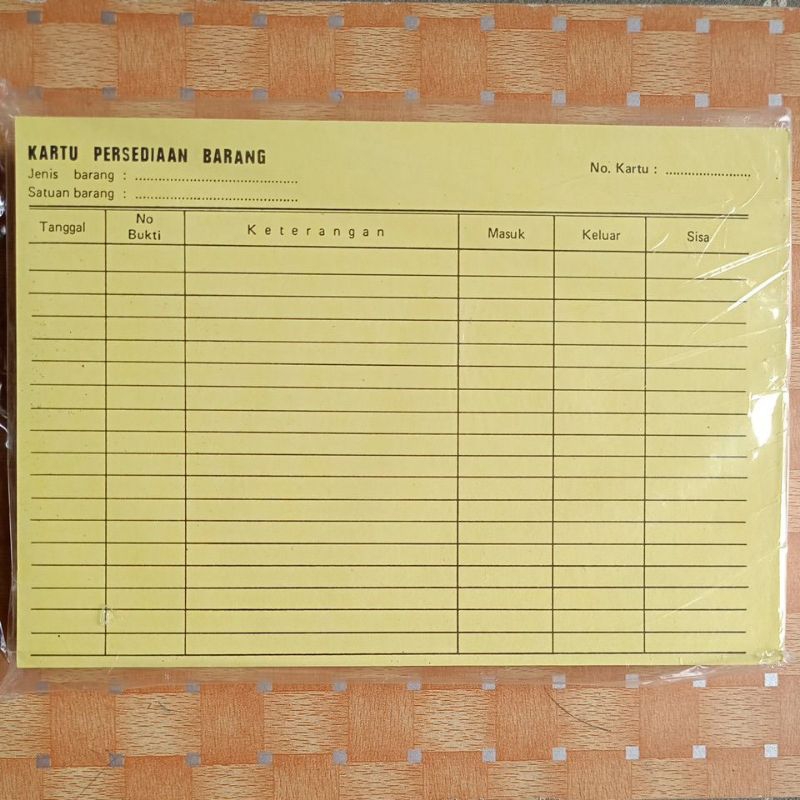 KARTU PERSEDIAAN BARANG
Jenis barang : ........................................
No. Kartu : .....................
Satuan barang : ........................................
Tanggal No Bukti Keterangan Masuk Keluar Sisa